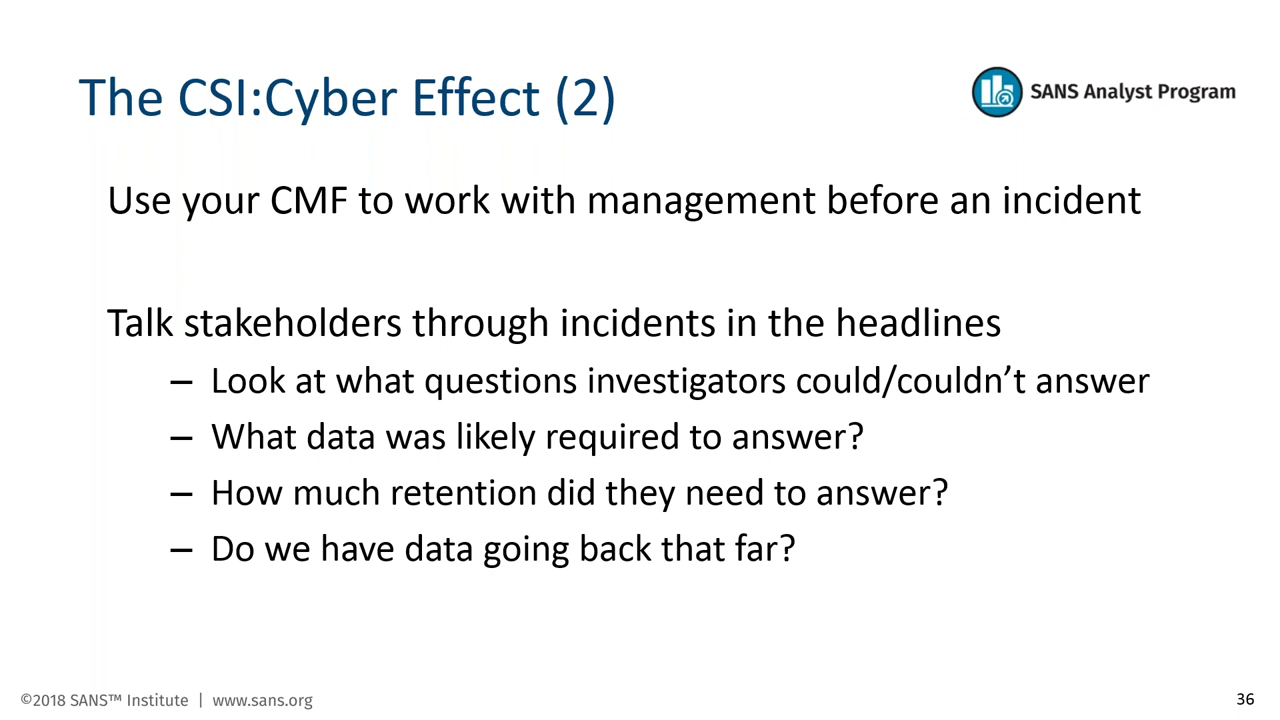 The CSI:Cyber Effect (2)
SANS Analyst Program
Use your CMF to work with management before an incident
Talk stakeholders through incidents in the headlines
– Look at what questions investigators could/couldn’t answer
– What data was likely required to answer?
– How much retention did they need to answer?
– Do we have data going back that far?
©2018 SANS™ Institute | www.sans.org
36